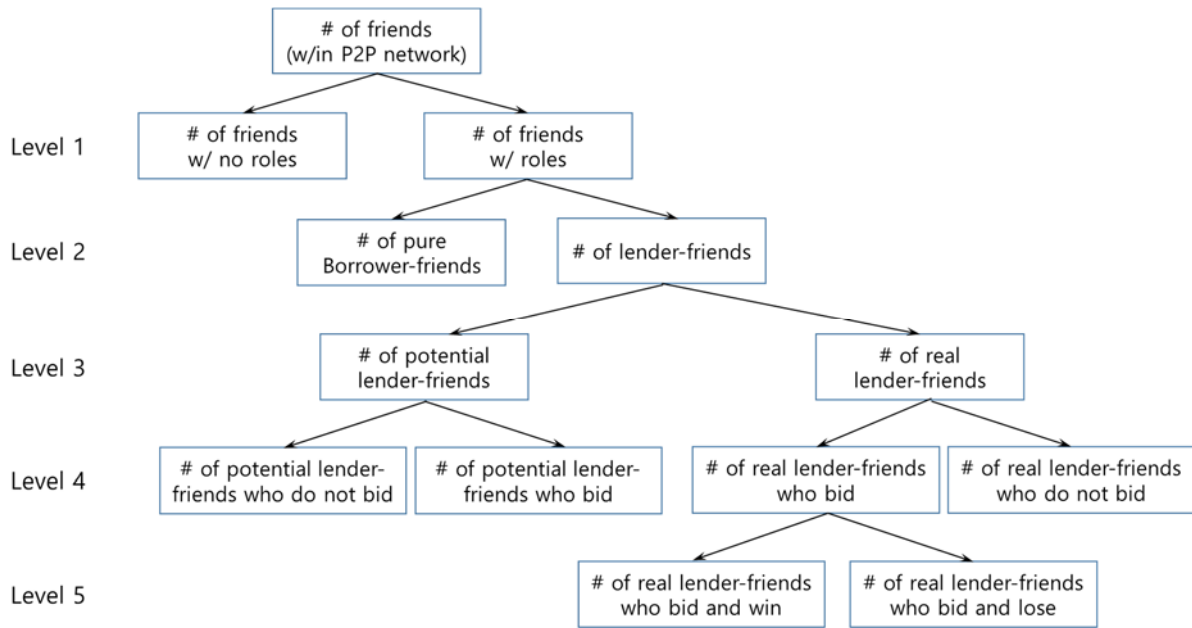 # of friends
(w/in P2P network)
Level 1
# of friends
w/ no roles
# of friends
w/ roles
Level 2
# of pure
Borrower-friends
# of lender-friends
Level 3
# of potential
lender-friends
# of real
lender-friends
Level 4
# of potential lender-
friends who do not bid
# of potential lender-
friends who bid
# of real lender-friends
who bid
# of real lender-friends
who do not bid
Level 5
# of real lender-friends
who bid and win
# of real lender-friends
who bid and lose